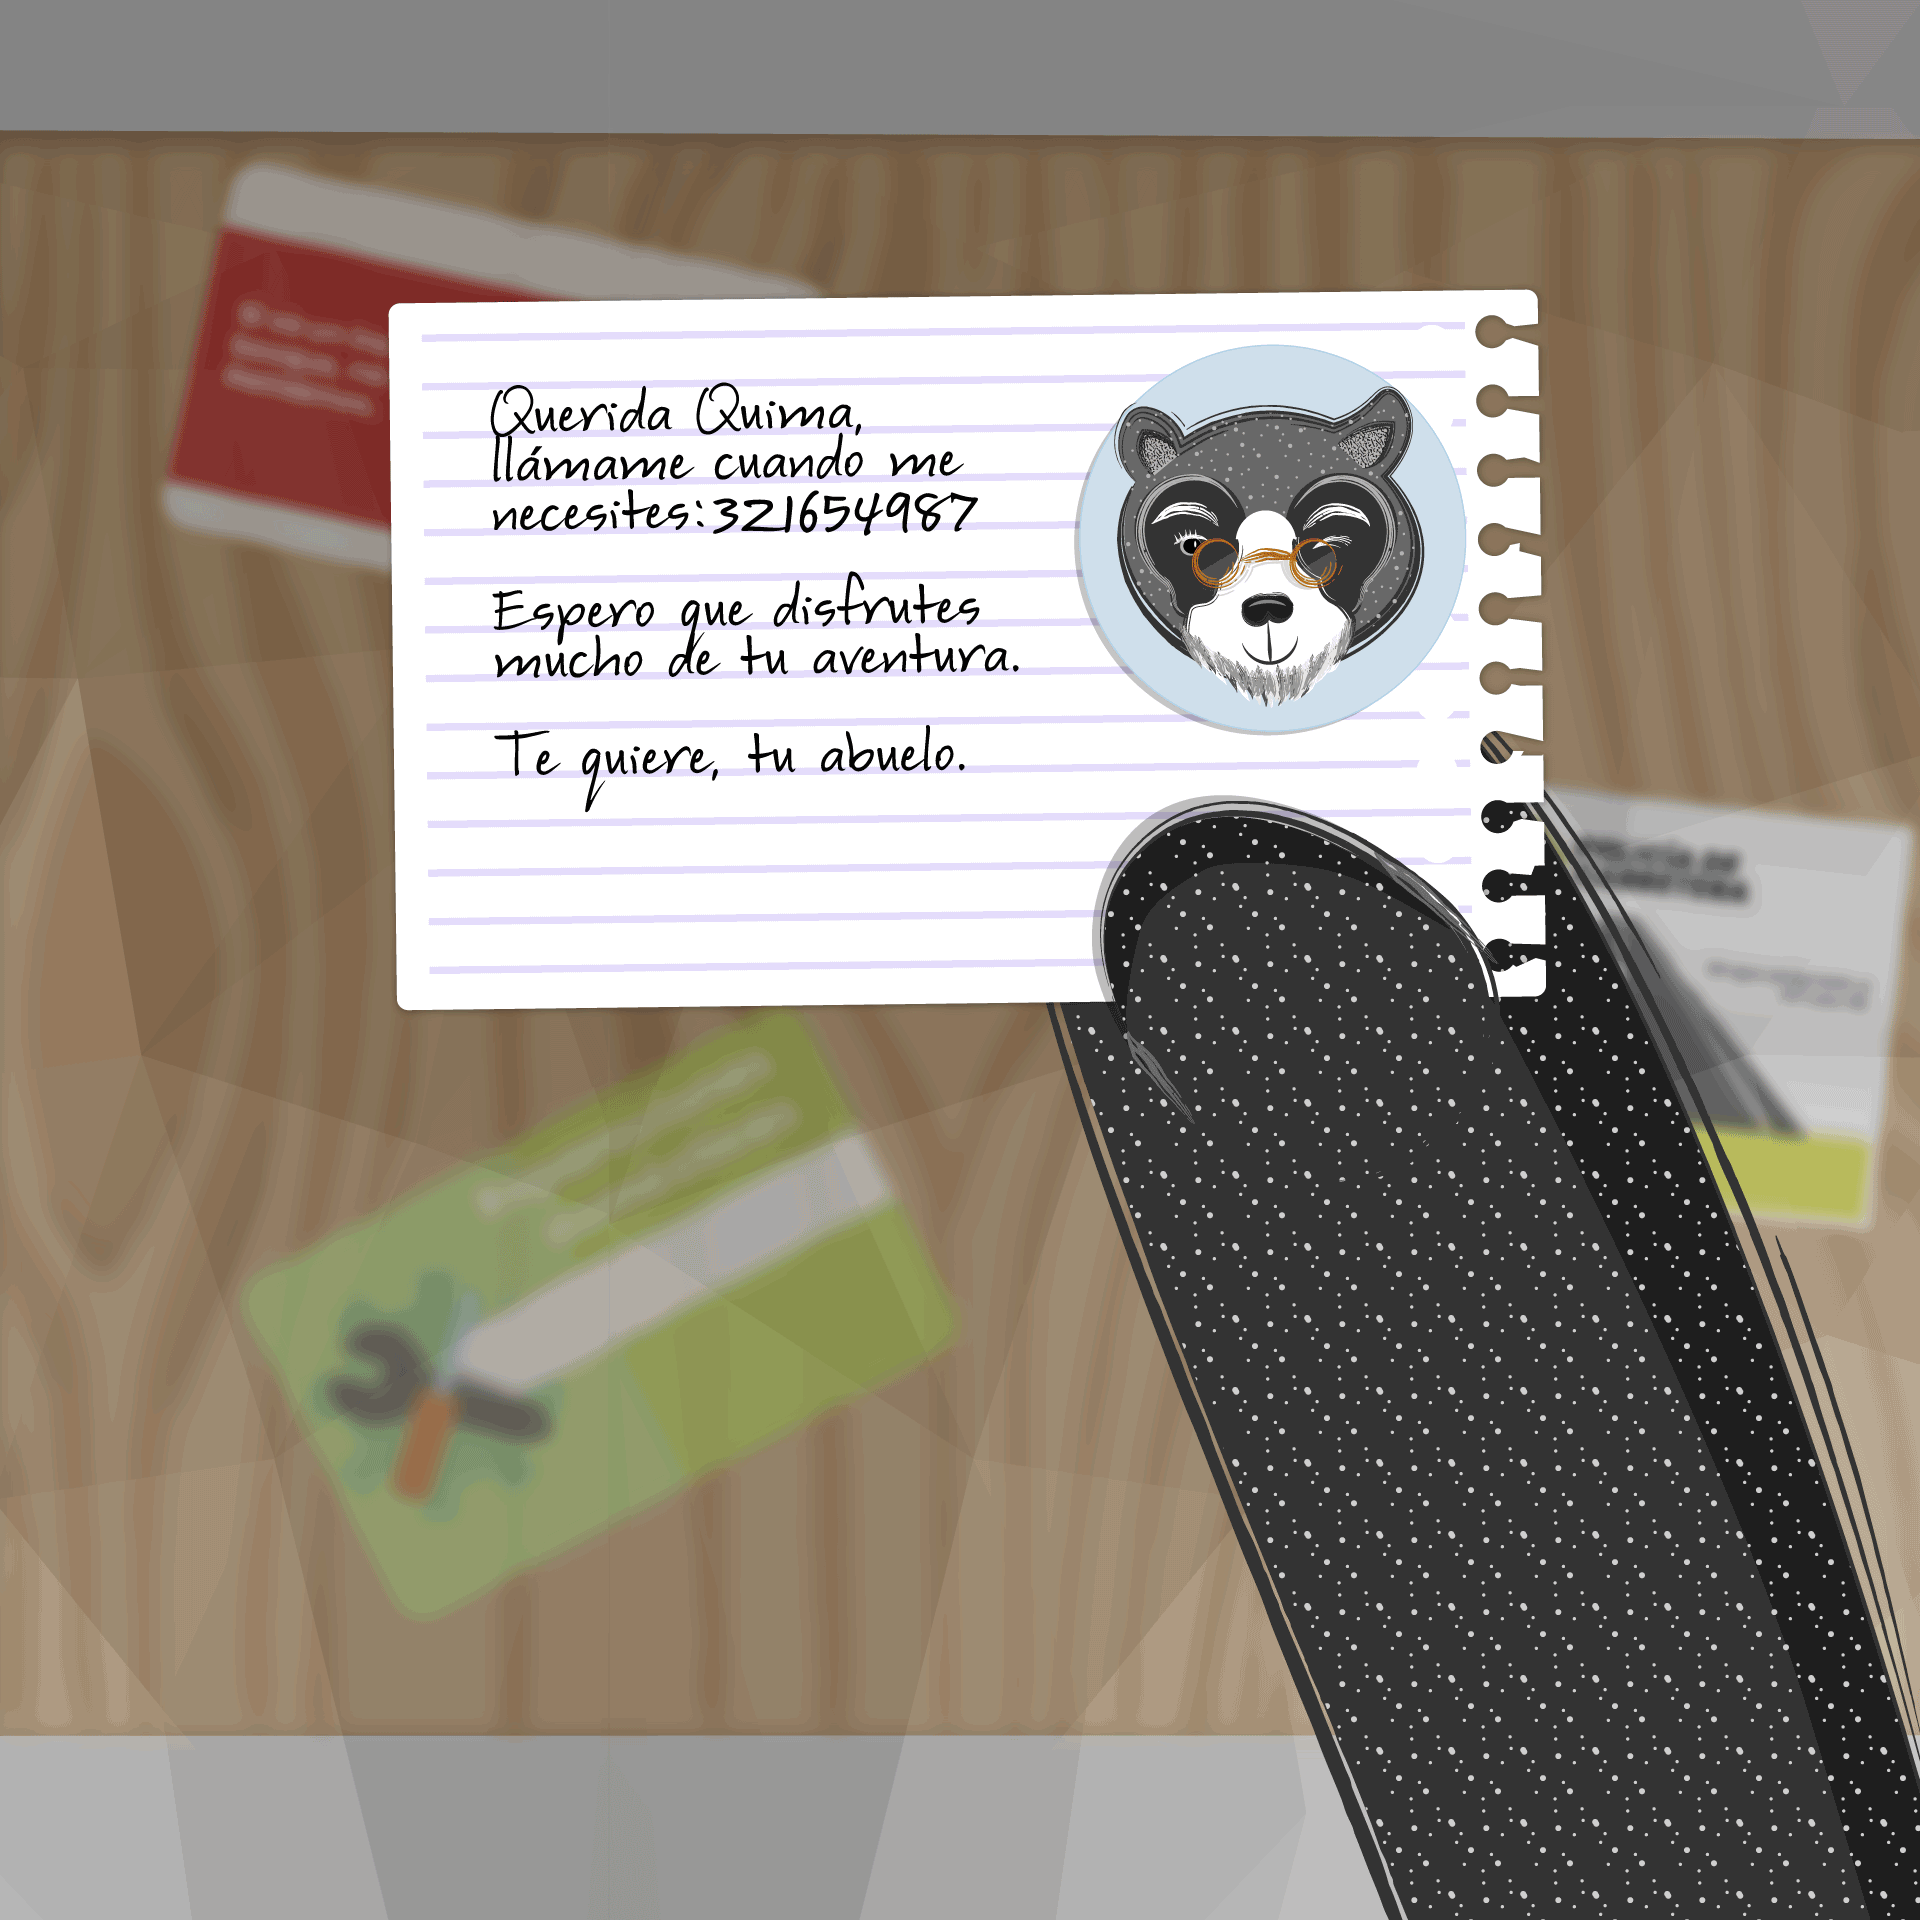 Querida Quima,
llámame cuando me
necesites:321654987
Espero que disfrutes
mucho de tu aventura.
Te quiere, tu abuelo.